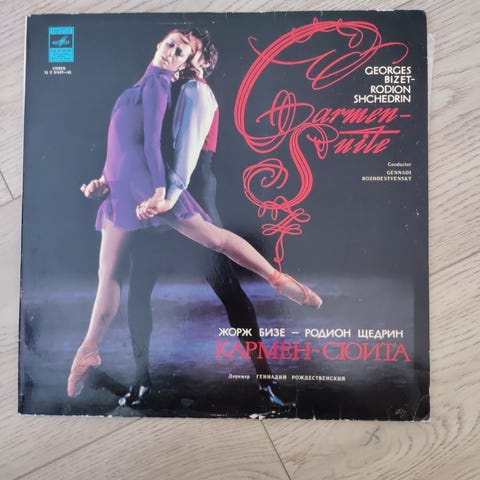 GEORGES
BIZET-
RODION
SHCHEDRIN
Carmen-
Suite
Conductor
GENNADI
ROZHDESTVENSKY
ЖОРЖ БИЗЕ – РОДИОН ЩЕДРИН
КАРМЕН-СЮИТА
Дирижер ГЕННАДИЙ РОЖДЕСТВЕНСКИЙ